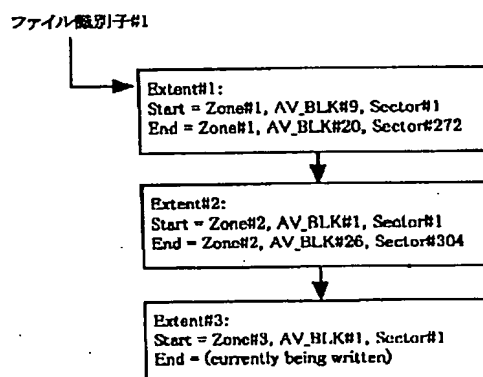 ファイル識別子#1
Extent#1:
Start = Zone#1, AV_BLK#9, Sector#1
End = Zone#1, AV_BLK#20, Sector#272
Extent#2:
Start = Zone#2, AV_BLK#1, Sector#1
End = Zone#2, AV_BLK#26, Sector#304
Extent#3:
Start = Zone#3, AV_BLK#1, Sector#1
End = (currently being written)